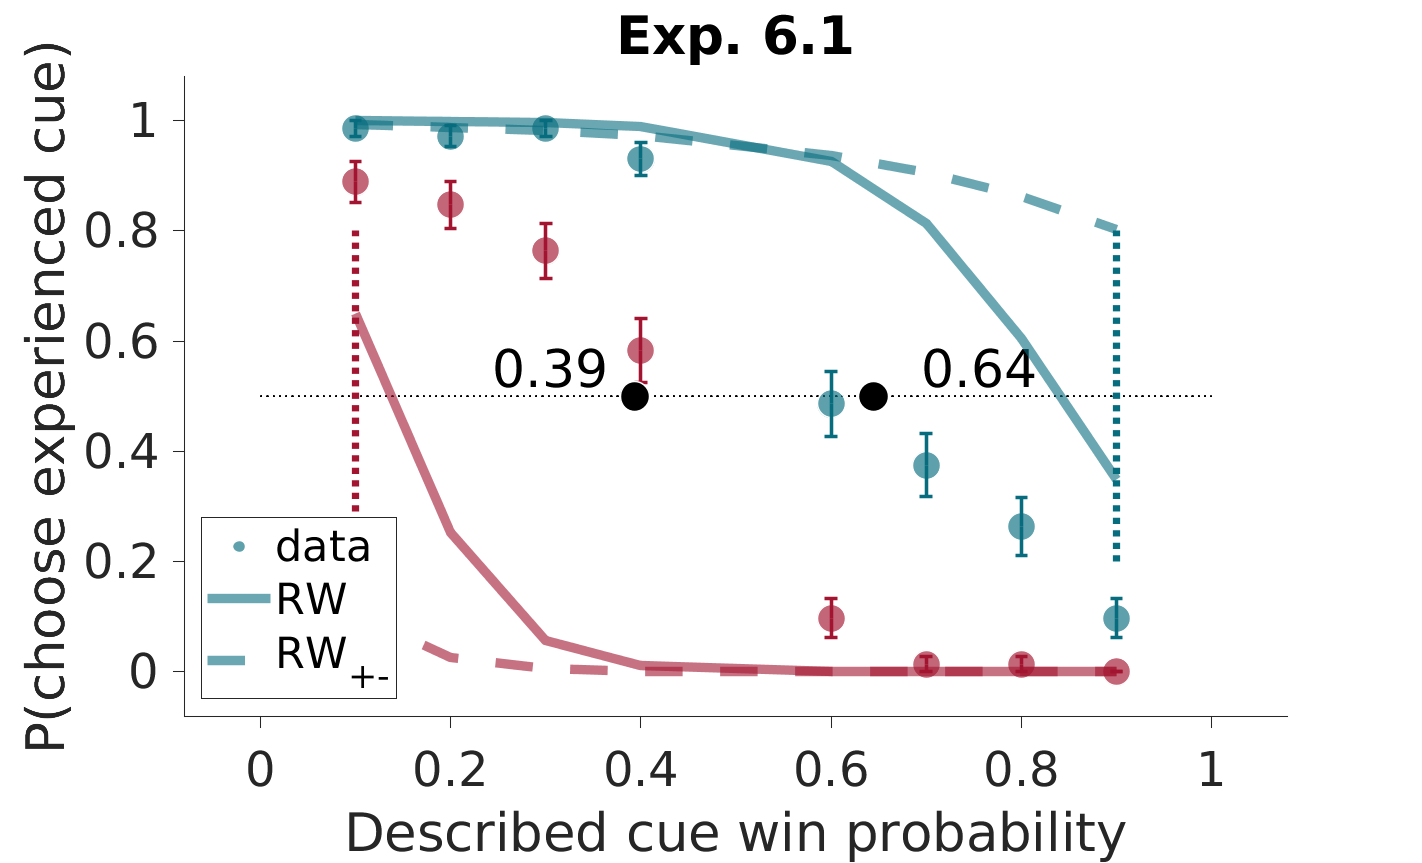 Exp. 6.1
P(choose experienced cue)
1
0.8
0.6
0.4
0.2
0
0.39
0.64
data
RW
RW+-
0 0.2 0.4 0.6 0.8 1
Described cue win probability